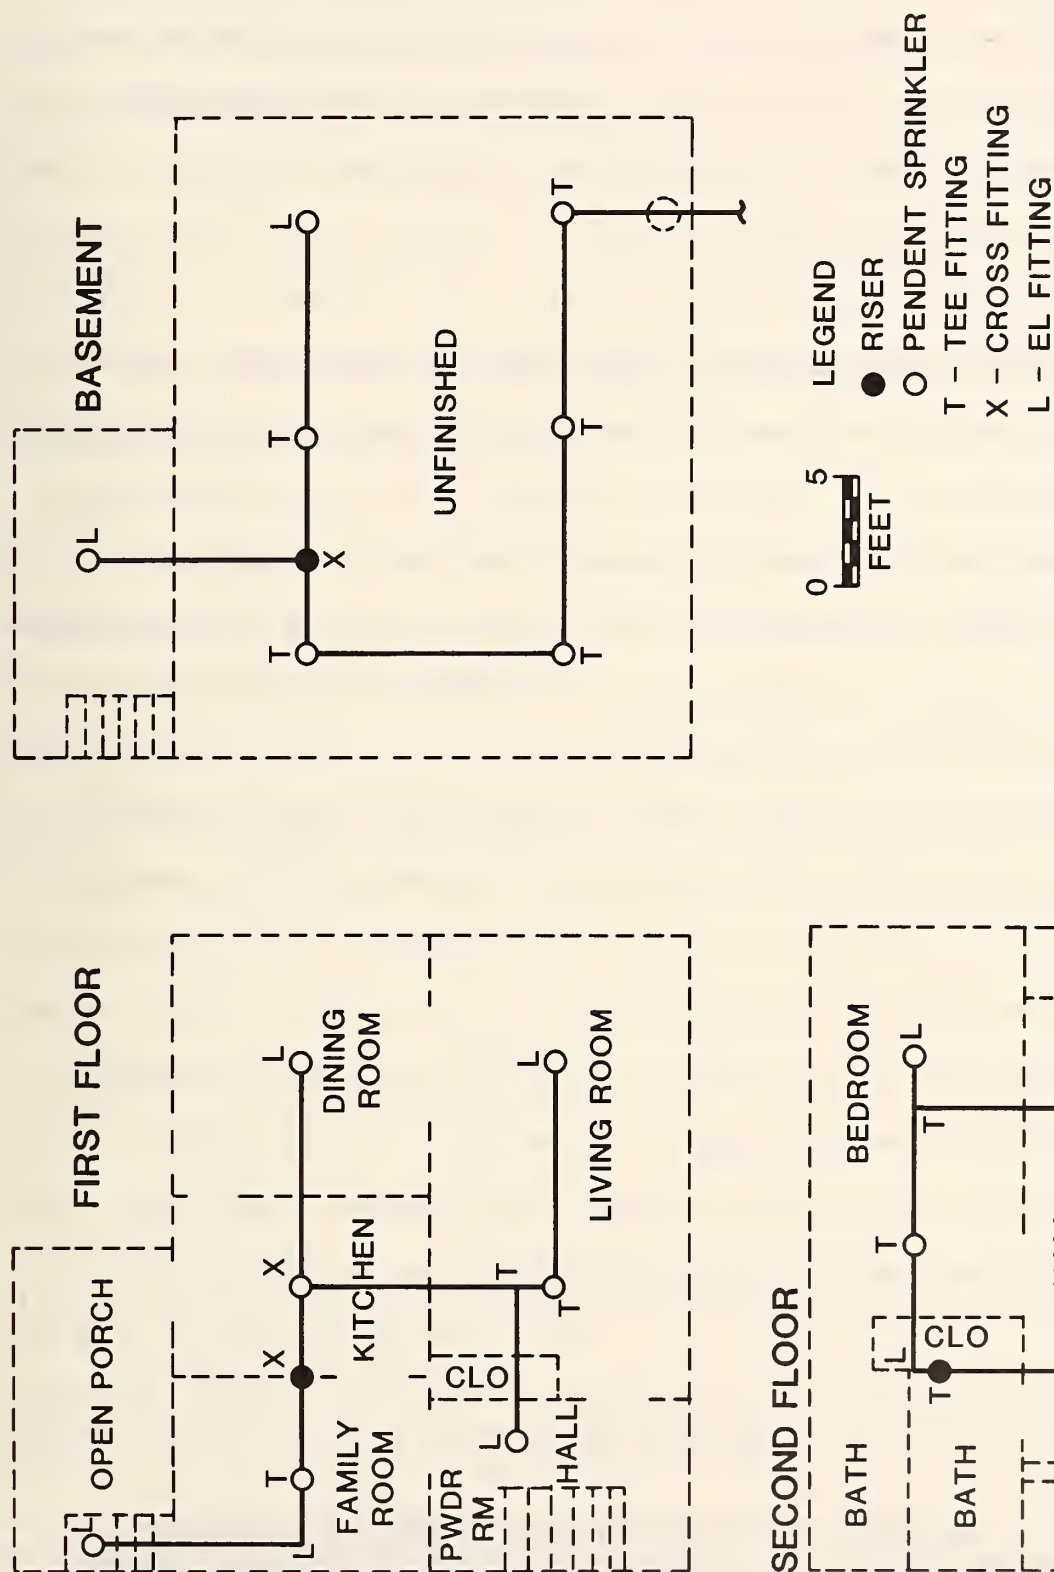 BASEMENT
L
L
T
X
T
UNFINISHED
T
T
T
LEGEND
RISER
PENDENT SPRINKLER
T - TEE FITTING
X - CROSS FITTING
L - EL FITTING
0 5
FEET
FIRST FLOOR
OPEN PORCH
L
L
T
X
X
L
FAMILY
ROOM
KITCHEN
DINING
ROOM
PWDR
RM
HALL
CLO
L
T
T
L
LIVING ROOM
SECOND FLOOR
BATH
BATH
CLO
L
T
T
T
L
BEDROOM